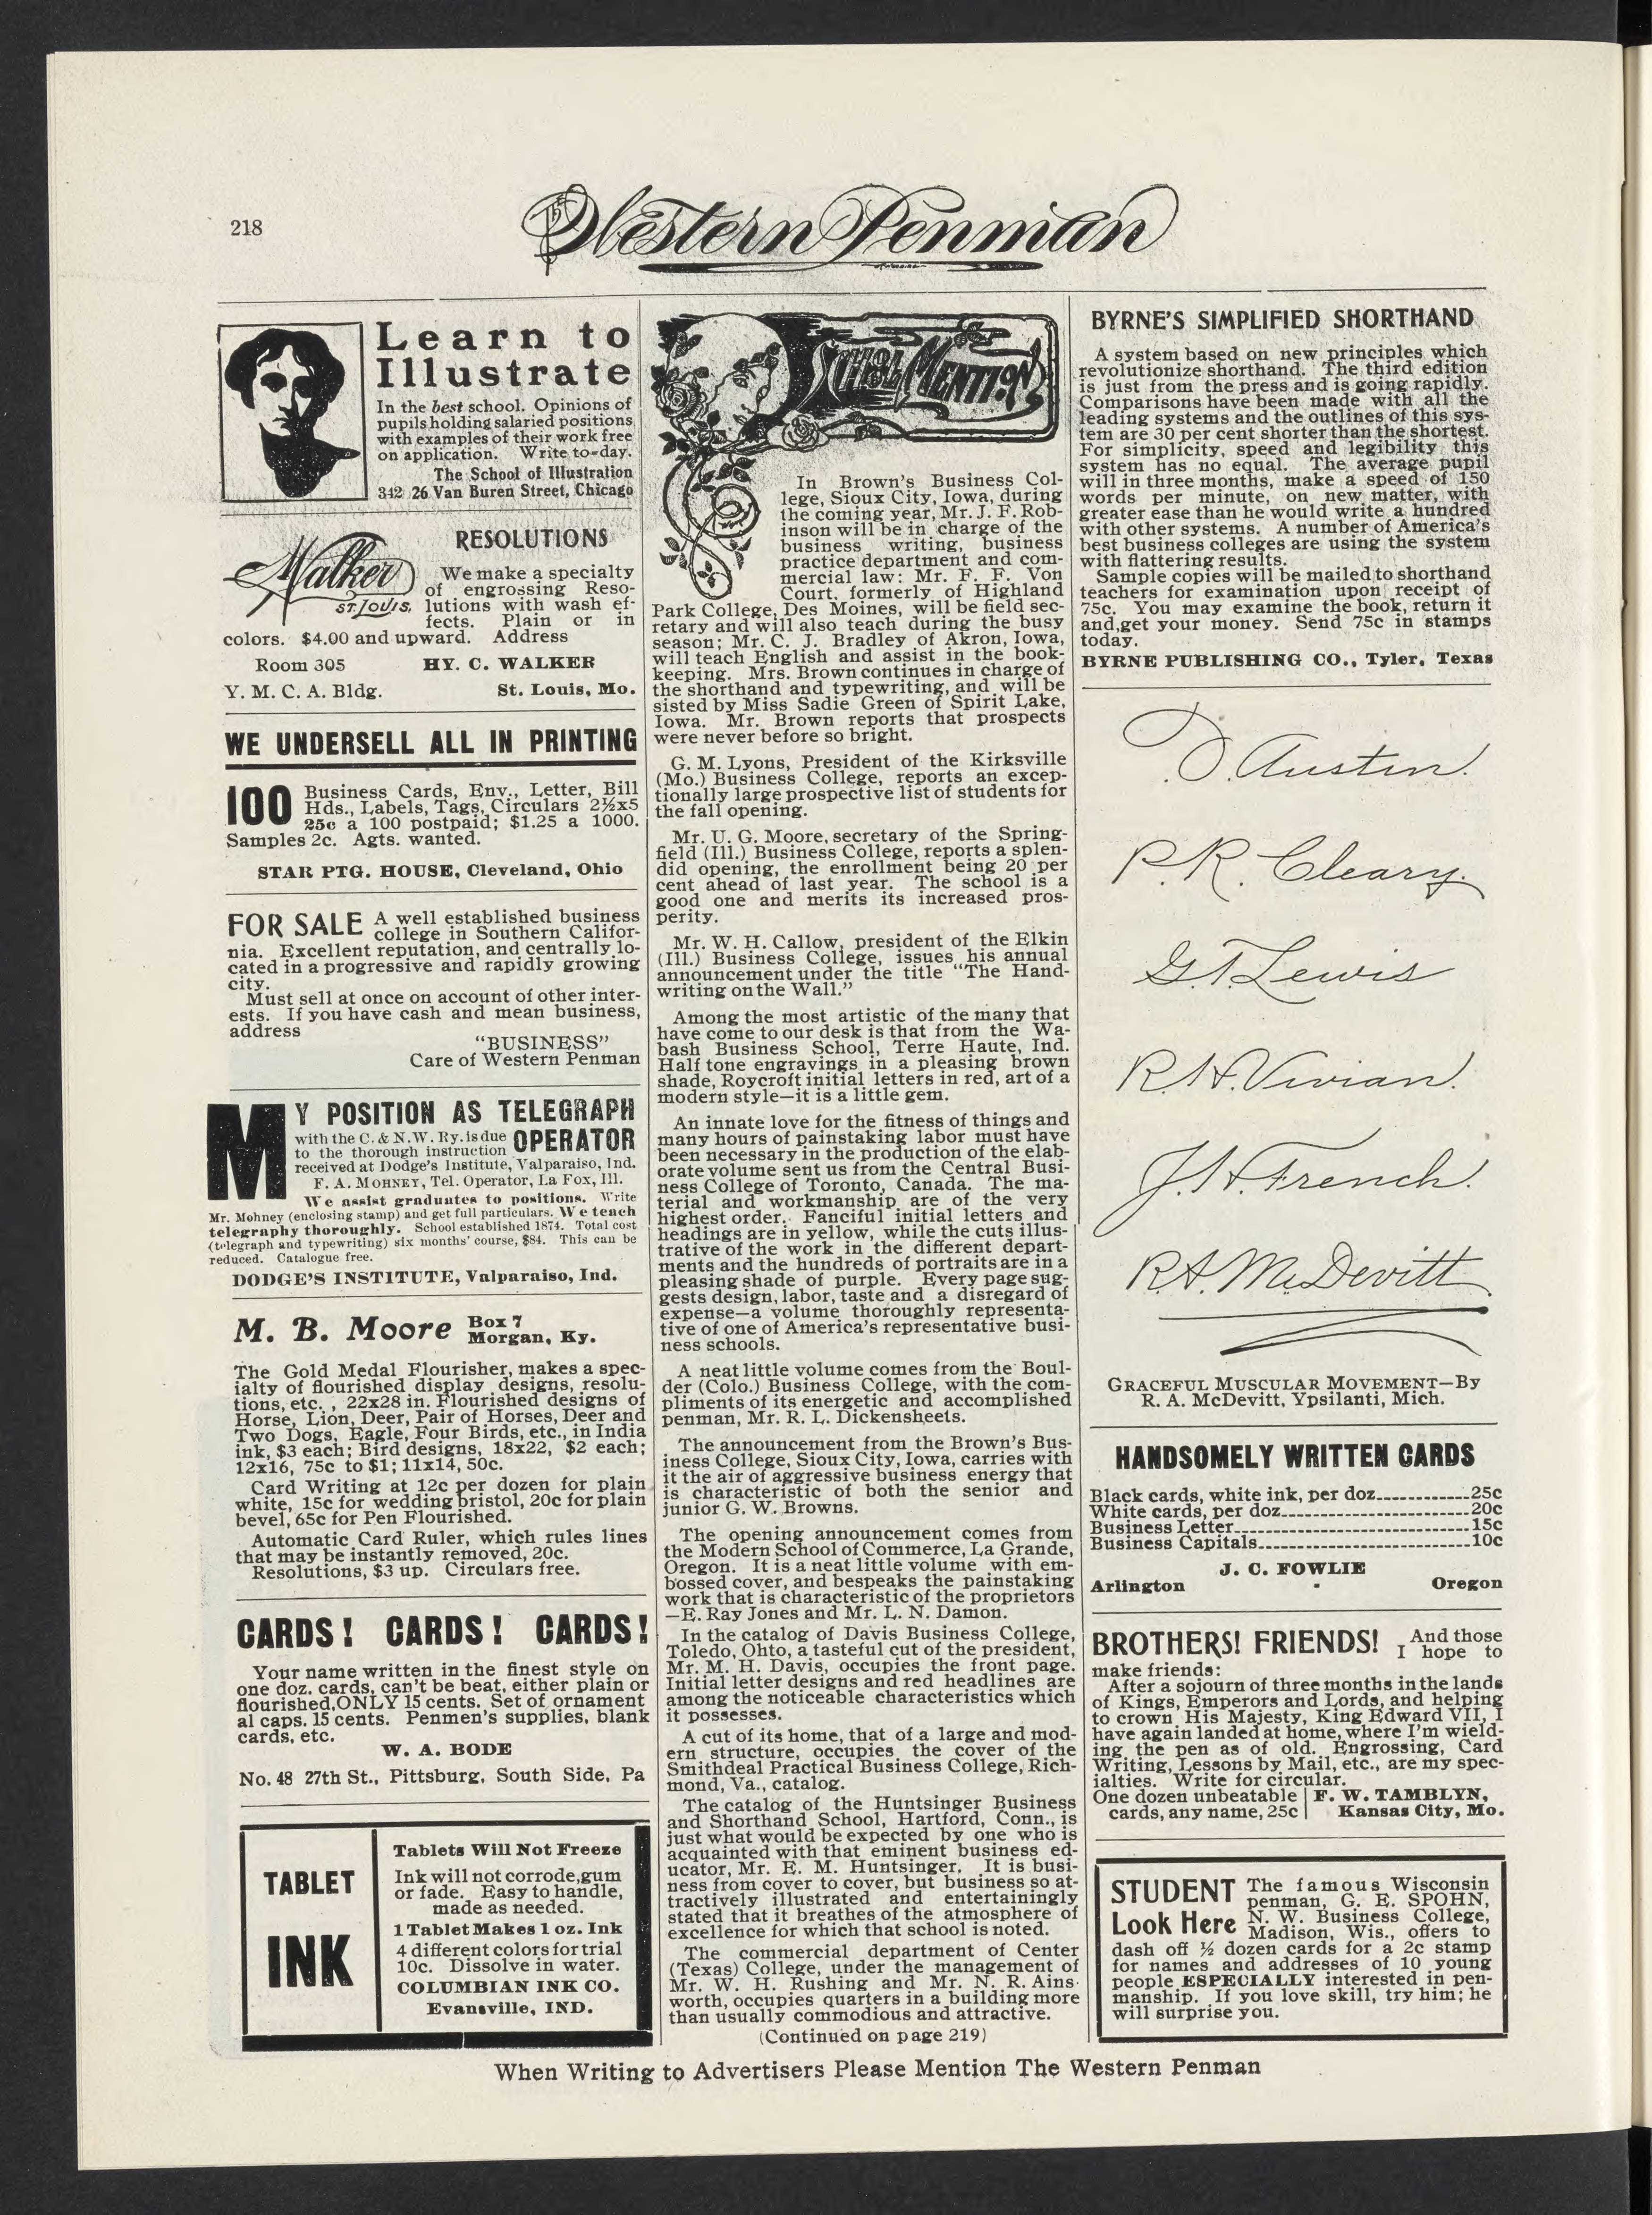 218
The Western Penman
Learn to
Illustrate
In the best school. Opinions of
pupils holding salaried positions
with examples of their work free
on application. Write to-day.
The School of Illustration
342 26 Van Buren Street, Chicago
Walker
ST. LOUIS,
RESOLUTIONS
We make a specialty
of engrossing Reso-
lutions with wash ef-
fects. Plain or in
colors. $4.00 and upward. Address
Room 305 HY. C. WALKER
Y. M. C. A. Bldg. St. Louis, Mo.
WE UNDERSELL ALL IN PRINTING
100 Business Cards, Env., Letter, Bill
Hds., Labels, Tags, Circulars 2½x5
25c a 100 postpaid; $1.25 a 1000.
Samples 2c. Agts. wanted.
STAR PTG. HOUSE, Cleveland, Ohio
FOR SALE A well established business
college in Southern Califor-
nia. Excellent reputation, and centrally lo-
cated in a progressive and rapidly growing
city.
Must sell at once on account of other inter-
ests. If you have cash and mean business,
address
"BUSINESS"
Care of Western Penman
MY POSITION AS TELEGRAPH
with the C. & N. W. Ry. is due OPERATOR
to the thorough instruction
received at Dodge's Institute, Valparaiso, Ind.
F. A. MOHNEY, Tel. Operator, La Fox, Ill.
We assist graduates to positions. Write
Mr. Mohney (enclosing stamp) and get full particulars. We teach
telegraphy thoroughly. School established 1874. Total cost
(telegraph and typewriting) six months' course, $84. This can be
reduced. Catalogue free.
DODGE'S INSTITUTE, Valparaiso, Ind.
M. B. Moore Box 7
Morgan, Ky.
The Gold Medal Flourisher, makes a spec-
ialty of flourished display designs, resolu-
tions, etc. , 22x28 in. Flourished designs of
Horse, Lion, Deer, Pair of Horses, Deer and
Two Dogs, Eagle, Four Birds, etc., in India
ink, $3 each; Bird designs, 18x22, $2 each;
12x16, 75c to $1; 11x14, 50c.
Card Writing at 12c per dozen for plain
white, 15c for wedding bristol, 20c for plain
bevel, 65c for Pen Flourished.
Automatic Card Ruler, which rules lines
that may be instantly removed, 20c.
Resolutions, $3 up. Circulars free.
CARDS! CARDS! CARDS!
Your name written in the finest style on
one doz. cards, can't be beat, either plain or
flourished, ONLY 15 cents. Set of ornament
al caps. 15 cents. Penmen's supplies, blank
cards, etc.
W. A. BODE
No. 48 27th St., Pittsburg, South Side, Pa
TABLET
INK
Tablets Will Not Freeze
Ink will not corrode, gum
or fade. Easy to handle,
made as needed.
1 Tablet Makes 1 oz. Ink
4 different colors for trial
10c. Dissolve in water.
COLUMBIAN INK CO.
Evansville, IND.
SCHOOL MENTION
In Brown's Business Col-
lege, Sioux City, Iowa, during
the coming year, Mr. J. F. Rob-
inson will be in charge of the
business writing, business
practice department and com-
mercial law: Mr. F. F. Von
Court, formerly of Highland
Park College, Des Moines, will be field sec-
retary and will also teach during the busy
season; Mr. C. J. Bradley of Akron, Iowa,
will teach English and assist in the book-
keeping. Mrs. Brown continues in charge of
the shorthand and typewriting, and will be
sisted by Miss Sadie Green of Spirit Lake,
Iowa. Mr. Brown reports that prospects
were never before so bright.
G. M. Lyons, President of the Kirksville
(Mo.) Business College, reports an excep-
tionally large prospective list of students for
the fall opening.
Mr. U. G. Moore, secretary of the Spring-
field (Ill.) Business College, reports a splen-
did opening, the enrollment being 20 per
cent ahead of last year. The school is a
good one and merits its increased pros-
perity.
Mr. W. H. Callow, president of the Elkin
(Ill.) Business College, issues his annual
announcement under the title "The Hand-
writing on the Wall."
Among the most artistic of the many that
have come to our desk is that from the Wa-
bash Business School, Terre Haute, Ind.
Half tone engravings in a pleasing brown
shade, Roycroft initial letters in red, art of a
modern style—it is a little gem.
An innate love for the fitness of things and
many hours of painstaking labor must have
been necessary in the production of the elab-
orate volume sent us from the Central Busi-
ness College of Toronto, Canada. The ma-
terial and workmanship are of the very
highest order. Fanciful initial letters and
headings are in yellow, while the cuts illus-
trative of the work in the different depart-
ments and the hundreds of portraits are in a
pleasing shade of purple. Every page sug-
gests design, labor, taste and a disregard of
expense—a volume thoroughly representa-
tive of one of America's representative busi-
ness schools.
A neat little volume comes from the Boul-
der (Colo.) Business College, with the com-
pliments of its energetic and accomplished
penman, Mr. R. L. Dickensheets.
The announcement from the Brown's Bus-
iness College, Sioux City, Iowa, carries with
it the air of aggressive business energy that
is characteristic of both the senior and
junior G. W. Browns.
The opening announcement comes from
the Modern School of Commerce, La Grande,
Oregon. It is a neat little volume with em-
bossed cover, and bespeaks the painstaking
work that is characteristic of the proprietors
—E. Ray Jones and Mr. L. N. Damon.
In the catalog of Davis Business College,
Toledo, Ohto, a tasteful cut of the president,
Mr. M. H. Davis, occupies the front page.
Initial letter designs and red headlines are
among the noticeable characteristics which
it possesses.
A cut of its home, that of a large and mod-
ern structure, occupies the cover of the
Smithdeal Practical Business College, Rich-
mond, Va., catalog.
The catalog of the Huntsinger Business
and Shorthand School, Hartford, Conn., is
just what would be expected by one who is
acquainted with that eminent business ed-
ucator, Mr. E. M. Huntsinger. It is busi-
ness from cover to cover, but business so at-
tractively illustrated and entertainingly
stated that it breathes of the atmosphere of
excellence for which that school is noted.
The commercial department of Center
(Texas) College, under the management of
Mr. W. H. Rushing and Mr. N. R. Ains-
worth, occupies quarters in a building more
than usually commodious and attractive.
(Continued on page 219)
BYRNE'S SIMPLIFIED SHORTHAND
A system based on new principles which
revolutionize shorthand. The third edition
is just from the press and is going rapidly.
Comparisons have been made with all the
leading systems and the outlines of this sys-
tem are 30 per cent shorter than the shortest.
For simplicity, speed and legibility this
system has no equal. The average pupil
will in three months, make a speed of 150
words per minute, on new matter, with
greater ease than he would write a hundred
with other systems. A number of America's
best business colleges are using the system
with flattering results.
Sample copies will be mailed to shorthand
teachers for examination upon receipt of
75c. You may examine the book, return it
and get your money. Send 75c in stamps
today.
BYRNE PUBLISHING CO., Tyler, Texas
D. Austin.
P. R. Cleary.
G. T. Lewis
R. H. Vivian.
J. H. French.
R. A. McDevitt
GRACEFUL MUSCULAR MOVEMENT—By
R. A. McDevitt, Ypsilanti, Mich.
HANDSOMELY WRITTEN CARDS
Black cards, white ink, per doz. 25c
White cards, per doz. 20c
Business Letter 15c
Business Capitals 10c
J. C. FOWLIE
Arlington Oregon
BROTHERS! FRIENDS! And those
I hope to
make friends:
After a sojourn of three months in the lands
of Kings, Emperors and Lords, and helping
to crown His Majesty, King Edward VII, I
have again landed at home, where I'm wield-
ing the pen as of old. Engrossing, Card
Writing, Lessons by Mail, etc., are my spec-
ialties. Write for circular.
One dozen unbeatable F. W. TAMBLYN,
cards, any name, 25c Kansas City, Mo.
STUDENT The famous Wisconsin
penman, G. E. SPOHN,
Look Here N. W. Business College,
Madison, Wis., offers to
dash off ½ dozen cards for a 2c stamp
for names and addresses of 10 young
people ESPECIALLY interested in pen-
manship. If you love skill, try him; he
will surprise you.
When Writing to Advertisers Please Mention The Western Penman